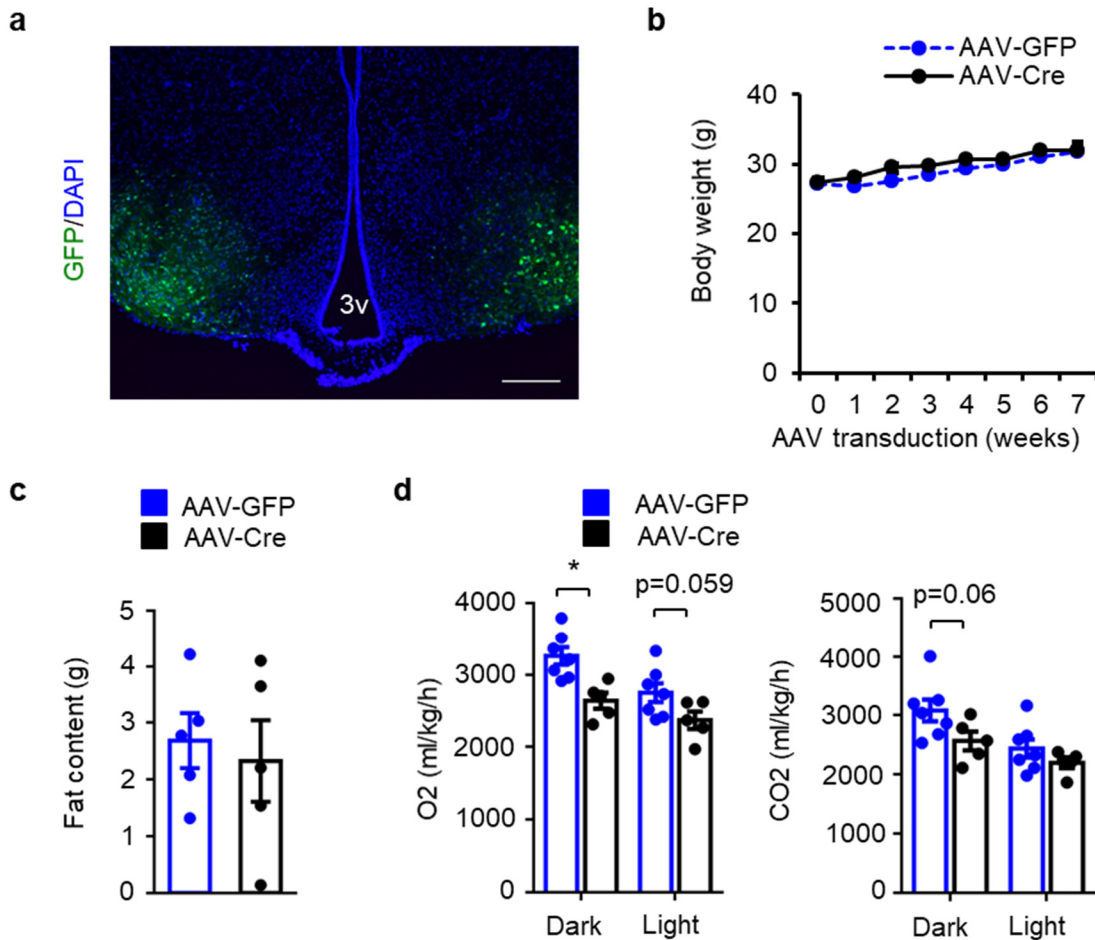 a
GFP/DAPI
3v
b
AAV-GFP
AAV-Cre
Body weight (g)
40
30
20
10
0
0 1 2 3 4 5 6 7
AAV transduction (weeks)
c
AAV-GFP
AAV-Cre
Fat content (g)
5
4
3
2
1
0
d
AAV-GFP
AAV-Cre
O2 (ml/kg/h)
4000
3000
2000
1000
0
*
p=0.059
Dark Light
CO2 (ml/kg/h)
5000
4000
3000
2000
1000
0
p=0.06
Dark Light